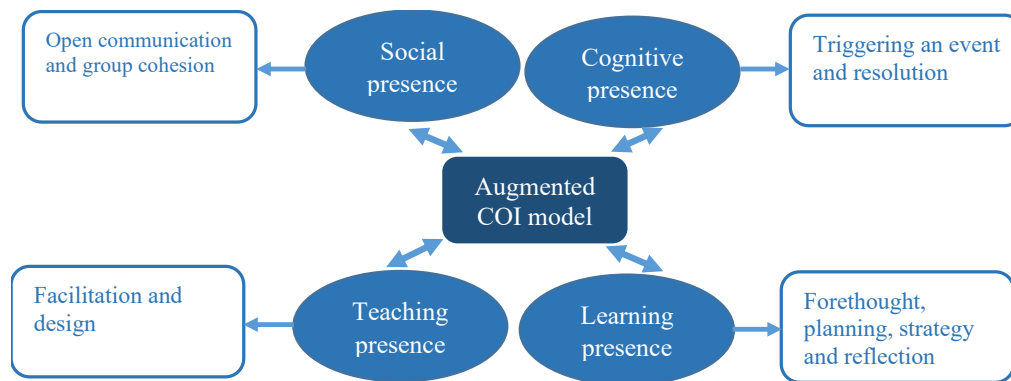 Open communication
and group cohesion
Social
presence
Cognitive
presence
Triggering an event
and resolution
Augmented
COI model
Facilitation and
design
Teaching
presence
Learning
presence
Forethought,
planning, strategy
and reflection